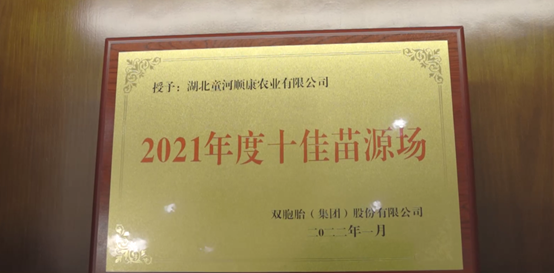 授予：湖北童河顺康农业有限公司
2021年度十佳苗源场
双胞胎（集团）股份有限公司
二0二二年一月